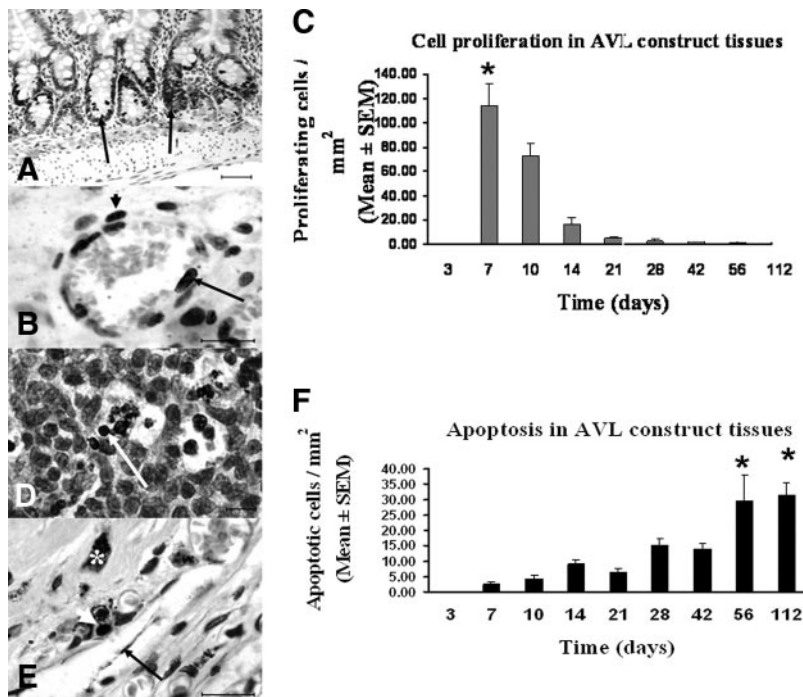 A
B
D
E
*
C
Cell proliferation in AVL construct tissues
Proliferating cells /
mm2
(Mean ± SEM)
140.00
120.00
100.00
80.00
60.00
40.00
20.00
0.00
*
3 7 10 14 21 28 42 56 112
Time (days)
F
Apoptosis in AVL construct tissues
Apoptotic cells / mm2
(Mean ± SEM)
40.00
35.00
30.00
25.00
20.00
15.00
10.00
5.00
0.00
* *
3 7 10 14 21 28 42 56 112
Time (days)